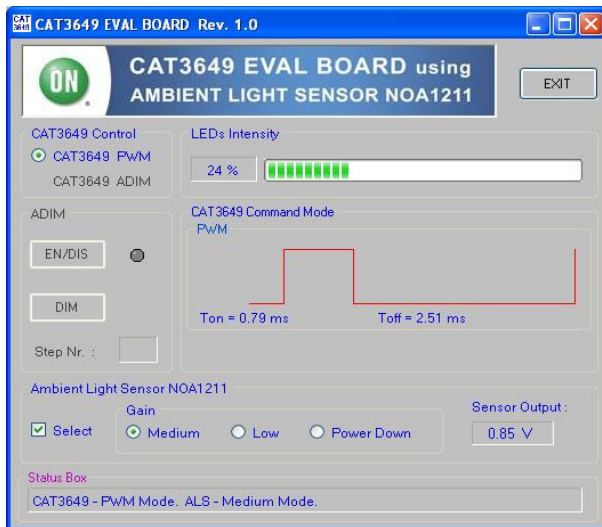 CAT
3649 CAT3649 EVAL BOARD Rev. 1.0
ON
CAT3649 EVAL BOARD using
AMBIENT LIGHT SENSOR NOA1211
EXIT
CAT3649 Control
CAT3649 PWM
CAT3649 ADIM
LEDs Intensity
24 %
ADIM
EN/DIS
DIM
Step Nr. :
CAT3649 Command Mode
PWM
Ton = 0.79 ms
Toff = 2.51 ms
Ambient Light Sensor NOA1211
Select
Gain
Medium
Low
Power Down
Sensor Output :
0.85 V
Status Box
CAT3649 - PWM Mode. ALS - Medium Mode.